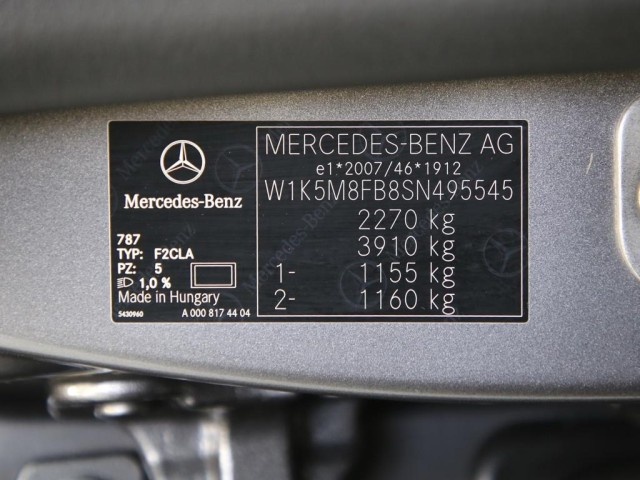 Mercedes-Benz
787
TYP: F2CLA
PZ: 5
1,0 %
Made in Hungary
5430960 A 000 817 44 04
MERCEDES-BENZ AG
e1*2007/46*1912
W1K5M8FB8SN495545
2270 kg
3910 kg
1- 1155 kg
2- 1160 kg